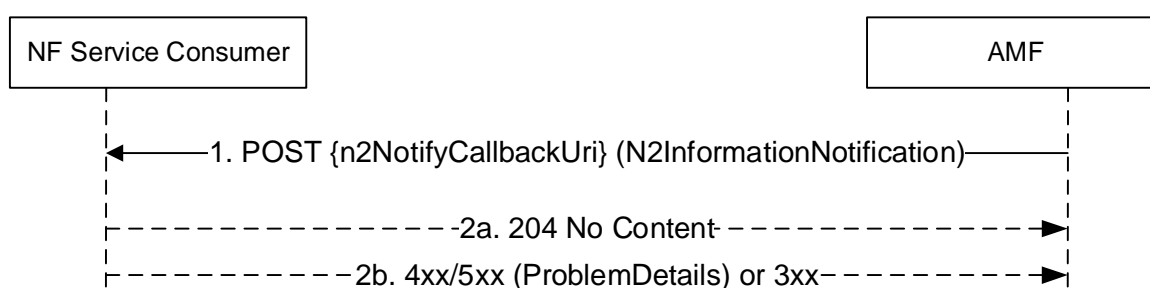 NF Service Consumer
AMF
1. POST {n2NotifyCallbackUri} (N2InformationNotification)
2a. 204 No Content
2b. 4xx/5xx (ProblemDetails) or 3xx